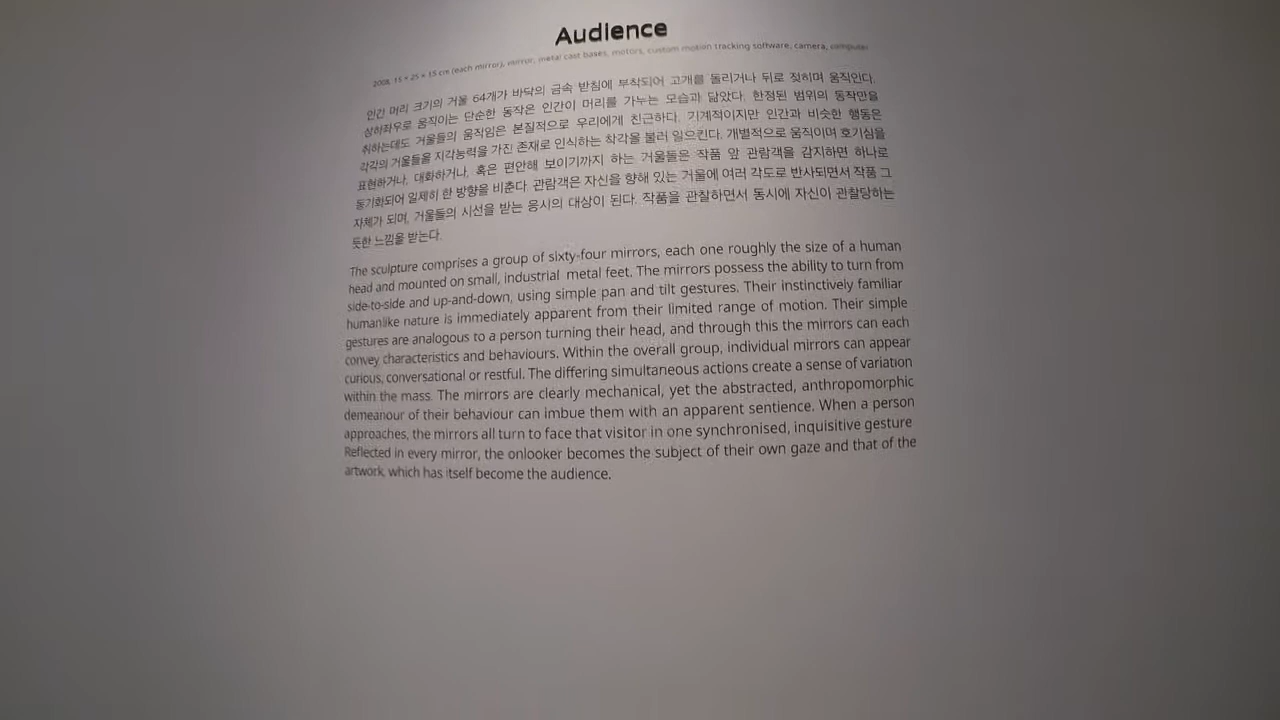 Audience
2008, 15 × 25 × 15 cm (each mirror), mirror, metal cast bases, motors, custom motion tracking software, camera, computer
인간 머리 크기의 거울 64개가 바닥의 금속 받침에 부착되어 고개를 돌리거나 뒤로 젖히며 움직인다.
상하좌우로 움직이는 단순한 동작은 인간이 머리를 가누는 모습과 닮았다. 한정된 범위의 동작만을
취하는데도 거울들의 움직임은 본질적으로 우리에게 친근하다. 기계적이지만 인간과 비슷한 행동은
각각의 거울들을 지각능력을 가진 존재로 인식하는 착각을 불러 일으킨다. 개별적으로 움직이며 호기심을
표현하거나, 대화하거나, 혹은 편안해 보이기까지 하는 거울들은 작품 앞 관람객을 감지하면 하나로
동기화되어 일제히 한 방향을 비춘다. 관람객은 자신을 향해 있는 거울에 여러 각도로 반사되면서 작품 그
자체가 되며, 거울들의 시선을 받는 응시의 대상이 된다. 작품을 관찰하면서 동시에 자신이 관찰당하는
듯한 느낌을 받는다.
The sculpture comprises a group of sixty-four mirrors, each one roughly the size of a human
head and mounted on small, industrial metal feet. The mirrors possess the ability to turn from
side-to-side and up-and-down, using simple pan and tilt gestures. Their instinctively familiar
humanlike nature is immediately apparent from their limited range of motion. Their simple
gestures are analogous to a person turning their head, and through this the mirrors can each
convey characteristics and behaviours. Within the overall group, individual mirrors can appear
curious, conversational or restful. The differing simultaneous actions create a sense of variation
within the mass. The mirrors are clearly mechanical, yet the abstracted, anthropomorphic
demeanour of their behaviour can imbue them with an apparent sentience. When a person
approaches, the mirrors all turn to face that visitor in one synchronised, inquisitive gesture
Reflected in every mirror, the onlooker becomes the subject of their own gaze and that of the
artwork, which has itself become the audience.